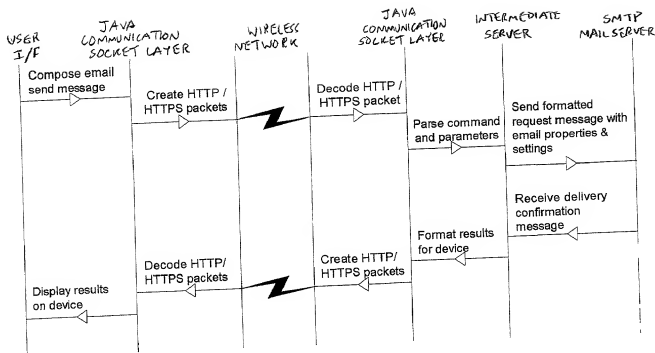 USER
I/F
JAVA
COMMUNICATION
SOCKET LAYER
WIRELESS
NETWORK
JAVA
COMMUNICATION
SOCKET LAYER
INTERMEDIATE
SERVER
SMTP
MAIL SERVER
Compose email
send message
Create HTTP /
HTTPS packets
Decode HTTP /
HTTPS packet
Parse command
and parameters
Send formatted
request message with
email properties &
settings
Receive delivery
confirmation
message
Format results
for device
Create HTTP/
HTTPS packets
Decode HTTP/
HTTPS packets
Display results
on device